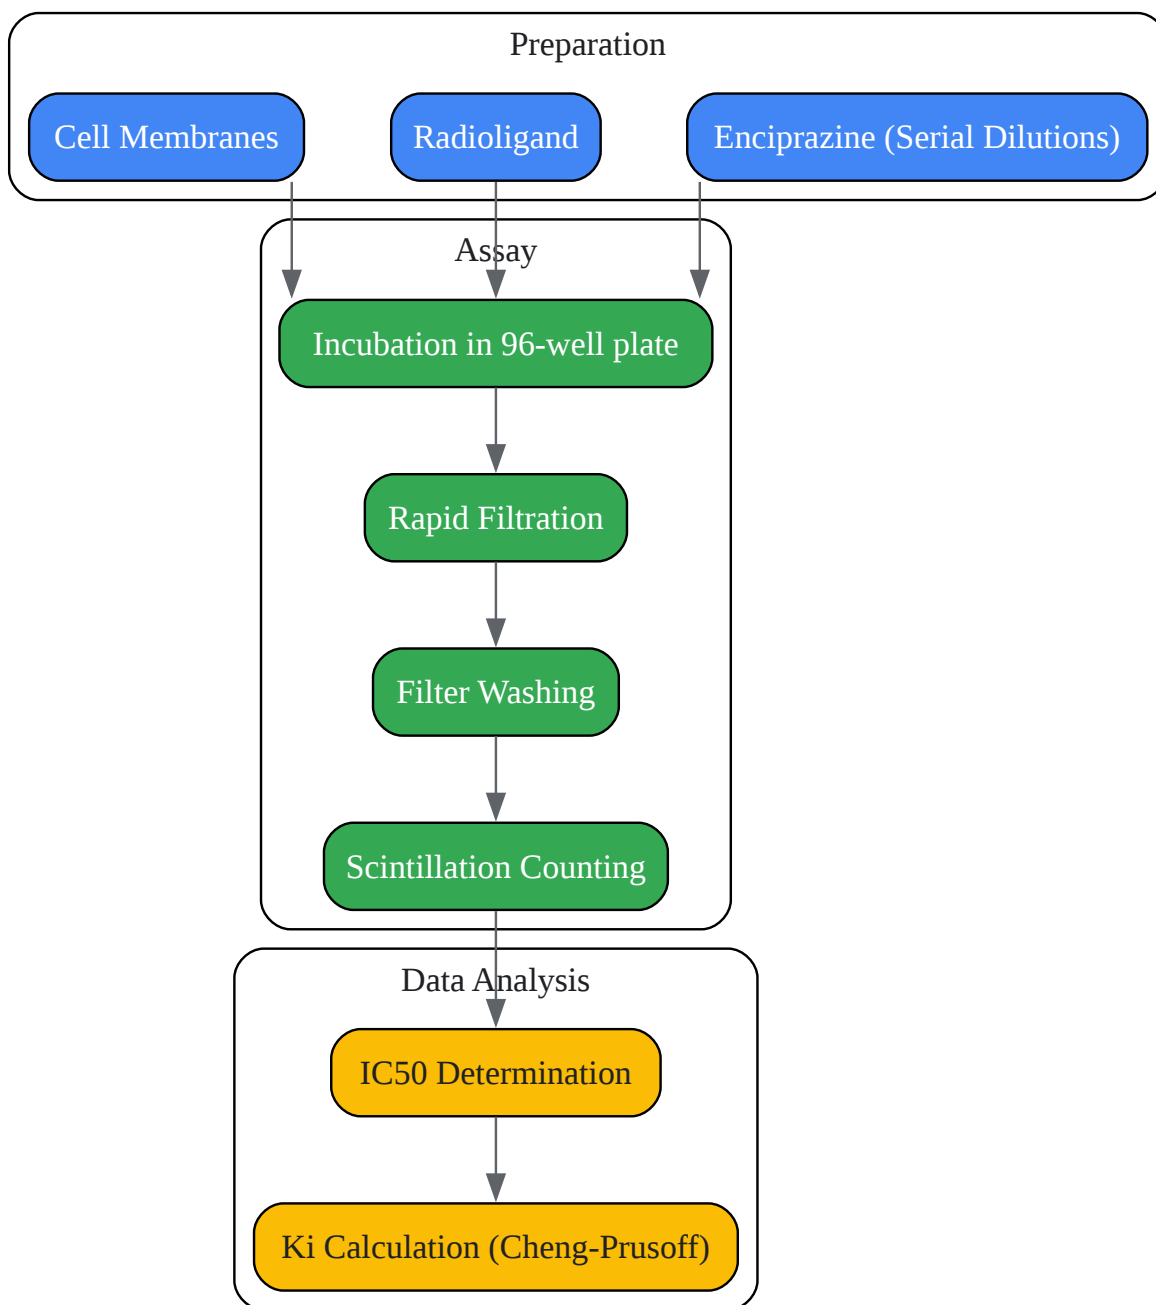 Preparation
Cell Membranes
Radioligand
Enciprazine (Serial Dilutions)
Assay
Incubation in 96-well plate
Rapid Filtration
Filter Washing
Scintillation Counting
Data Analysis
IC50 Determination
Ki Calculation (Cheng-Prusoff)